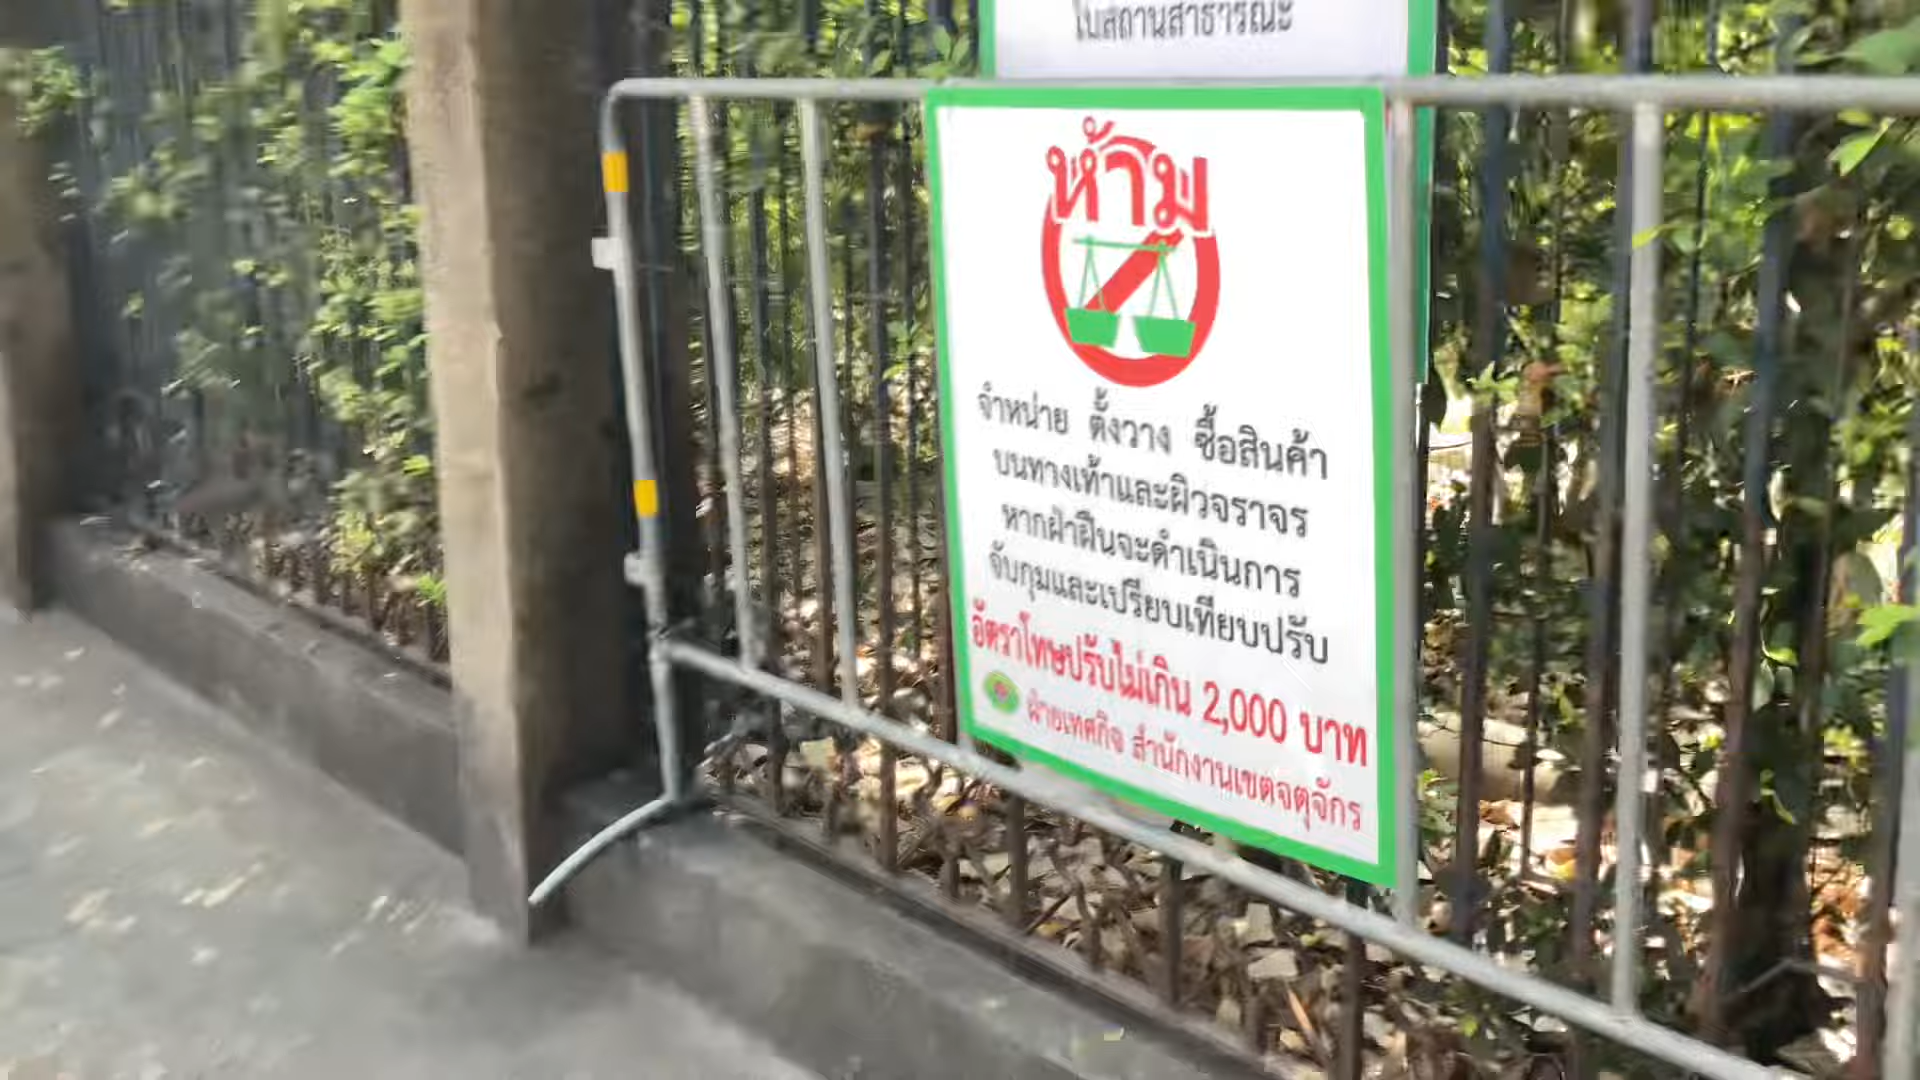 ในสถานสาธารณะ
ห้าม
จำหน่าย ตั้งวาง ซื้อสินค้า
บนทางเท้าและผิวจราจร
หากฝ่าฝืนจะดำเนินการ
จับกุมและเปรียบเทียบปรับ
อัตราโทษปรับไม่เกิน 2,000 บาท
ฝ่ายเทศกิจ สำนักงานเขตจตุจักร